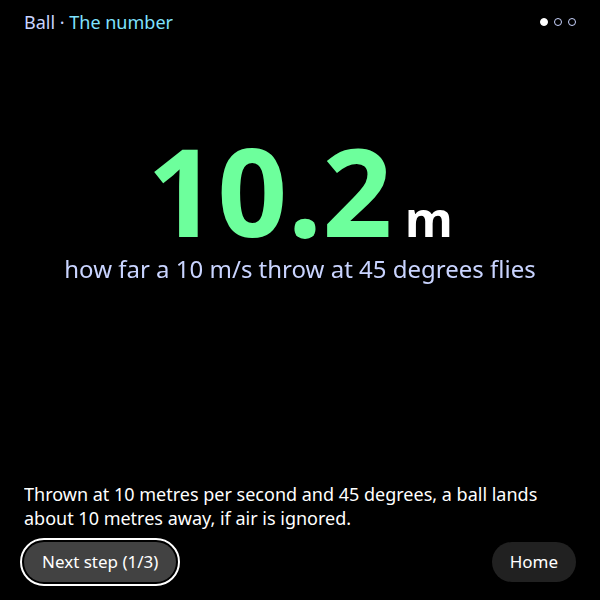 Ball · The number
10.2 m
how far a 10 m/s throw at 45 degrees flies
Thrown at 10 metres per second and 45 degrees, a ball lands
about 10 metres away, if air is ignored.
Next step (1/3)
Home